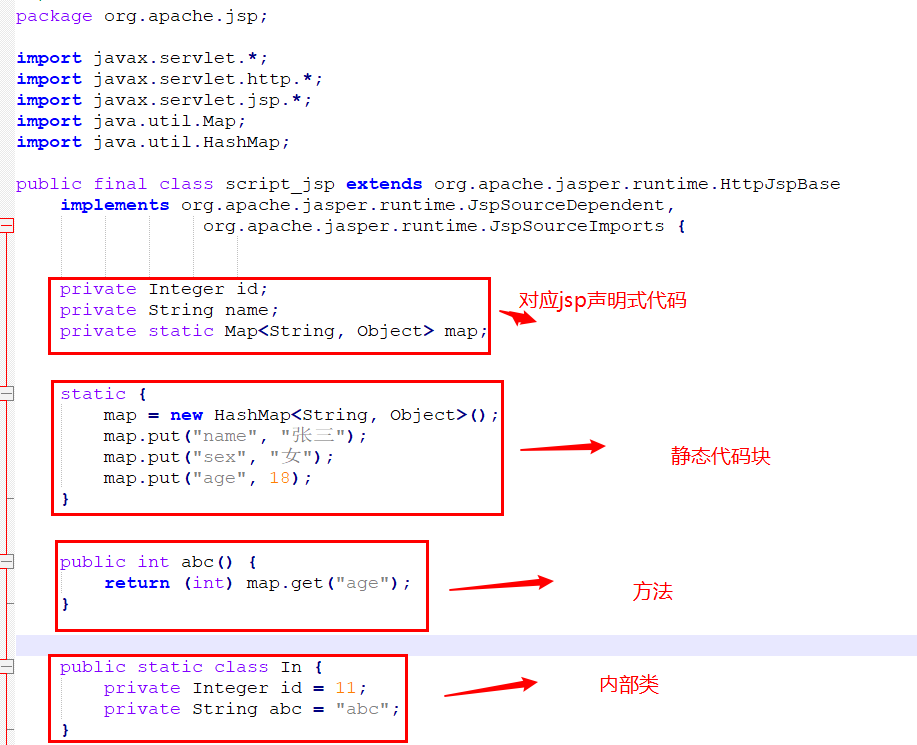 package org.apache.jsp;
import javax.servlet.*;
import javax.servlet.http.*;
import javax.servlet.jsp.*;
import java.util.Map;
import java.util.HashMap;
public final class script_jsp extends org.apache.jasper.runtime.HttpJspBase
implements org.apache.jasper.runtime.JspSourceDependent,
org.apache.jasper.runtime.JspSourceImports {
private Integer id;
private String name;
private static Map<String, Object> map;
对应jsp声明式代码
static {
map = new HashMap<String, Object>();
map.put("name", "张三");
map.put("sex", "女");
map.put("age", 18);
}
静态代码块
public int abc() {
return (int) map.get("age");
}
方法
public static class In {
private Integer id = 11;
private String abc = "abc";
}
内部类